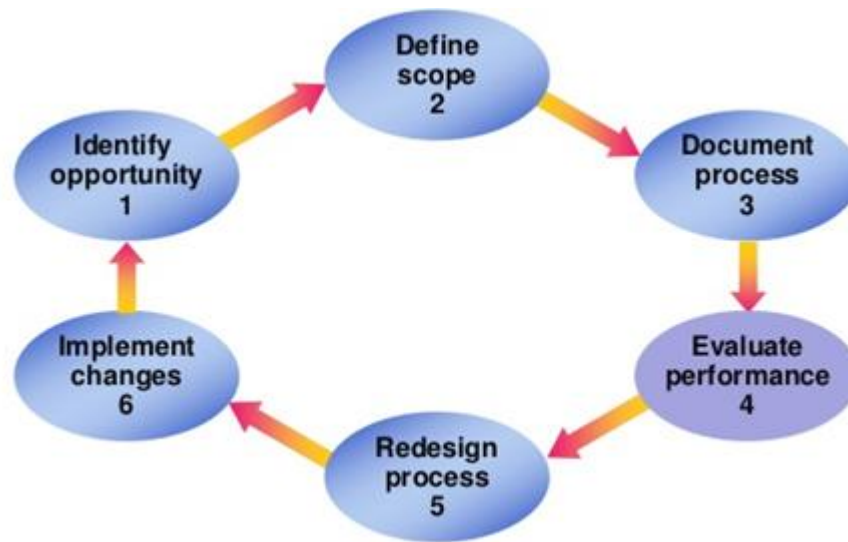 Define
scope
2
Identify
opportunity
1
Document
process
3
Implement
changes
6
Evaluate
performance
4
Redesign
process
5